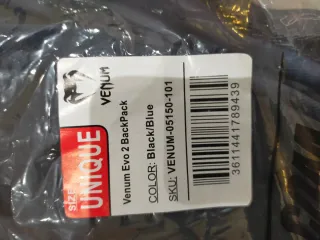 VENUM
SIZE:
UNIQUE
Venum Evo 2 BackPack
COLOR: Black/Blue
SKU: VENUM-05150-101
3611441789439